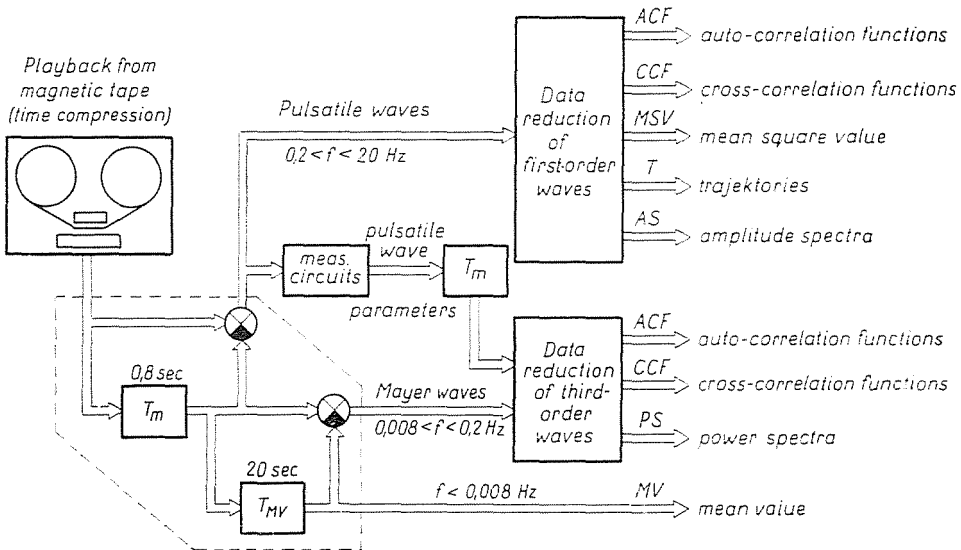 Playback from
magnetic tape
(time compression)
Pulsatile waves
0,2 < f < 20 Hz
Data
reduction
of
first-order
waves
ACF
auto-correlation functions
CCF
cross-correlation functions
MSV
mean square value
T
trajektories
AS
amplitude spectra
meas.
circuits
pulsatile
wave
parameters
Tm
0,8 sec
Tm
20 sec
TMV
Mayer waves
0,008 < f < 0,2 Hz
Data
reduction
of third-
order
waves
ACF
auto-correlation functions
CCF
cross-correlation functions
PS
power spectra
f < 0,008 Hz
MV
mean value